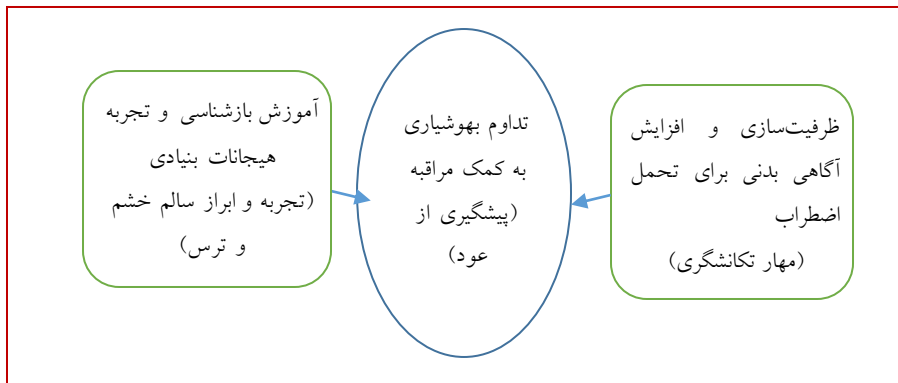 ظرفیت‌سازی و افزایش
آگاهی بدنی برای تحمل
اضطراب
(مهار تکانشگری)
تداوم بهوشیاری
به کمک مراقبه
(پیشگیری از
عود)
آموزش بازشناسی و تجربه
هیجانات بنیادی
(تجربه و ابراز سالم خشم
و ترس)